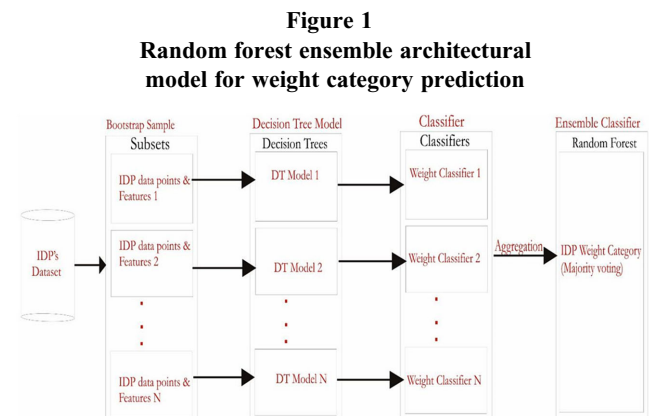 Figure 1
Random forest ensemble architectural
model for weight category prediction
Bootstrap Sample
Subsets
Decision Tree Model
Decision Trees
Classifier
Classifiers
Ensemble Classifier
Random Forest
IDP's
Dataset
IDP data points &
Features 1
DT Model 1
Weight Classifier 1
IDP data points &
Features 2
DT Model 2
Weight Classifier 2
Aggregation
IDP Weight Category
(Majority voting)
IDP data points &
Features N
DT Model N
Weight Classifier N